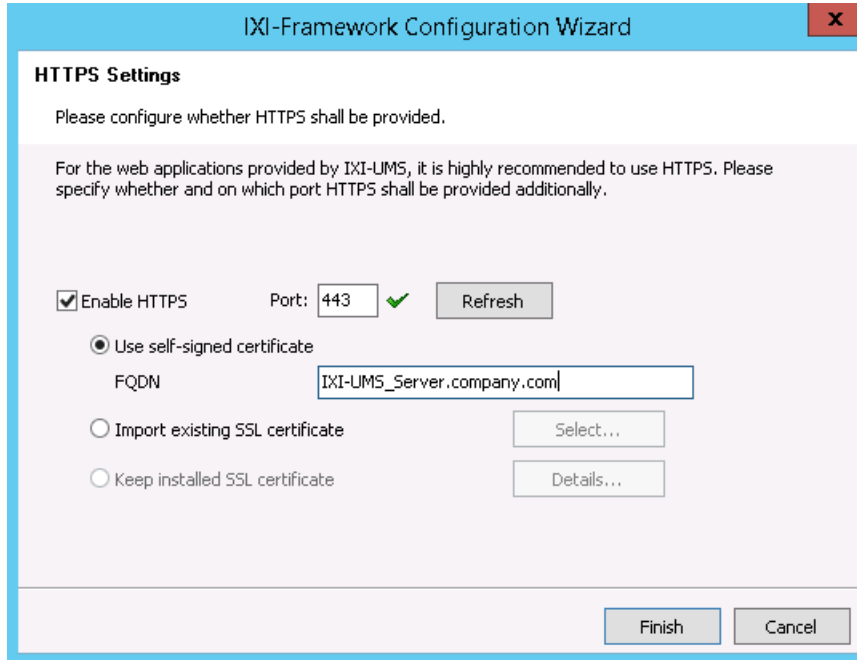 IXI-Framework Configuration Wizard
x
HTTPS Settings
Please configure whether HTTPS shall be provided.
For the web applications provided by IXI-UMS, it is highly recommended to use HTTPS. Please
specify whether and on which port HTTPS shall be provided additionally.
Enable HTTPS Port: 443 Refresh
Use self-signed certificate
FQDN IXI-UMS_Server.company.com
Import existing SSL certificate Select...
Keep installed SSL certificate Details...
Finish Cancel